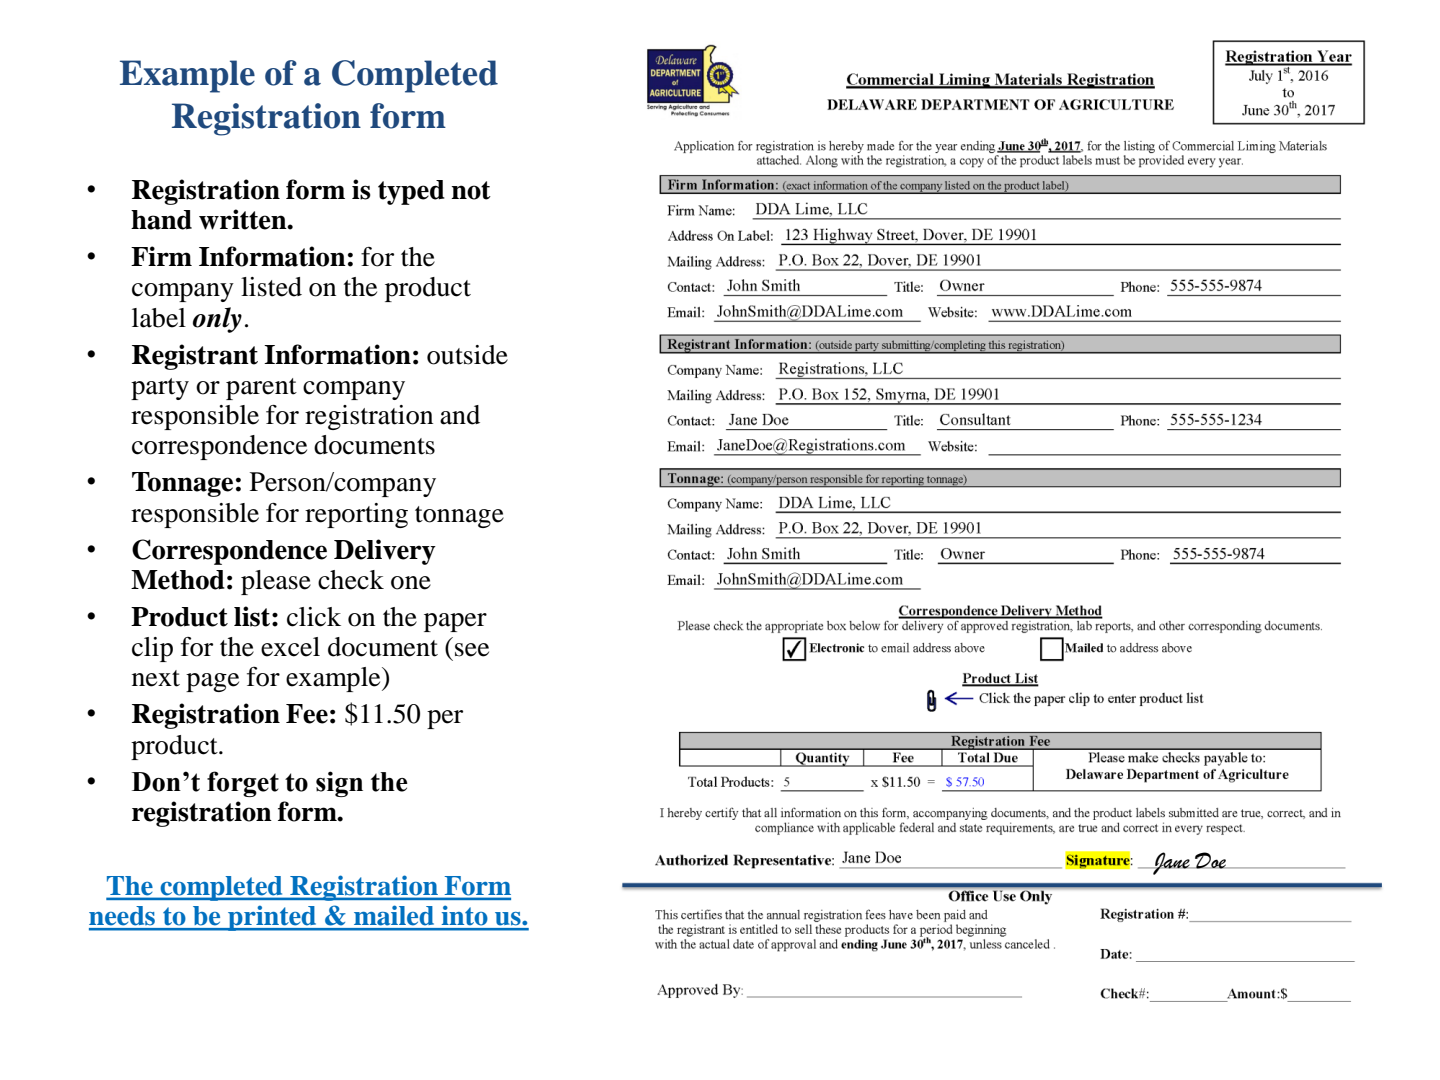 Example of a Completed
Registration form
• Registration form is typed not
hand written.
• Firm Information: for the
company listed on the product
label only.
• Registrant Information: outside
party or parent company
responsible for registration and
correspondence documents
• Tonnage: Person/company
responsible for reporting tonnage
• Correspondence Delivery
Method: please check one
• Product list: click on the paper
clip for the excel document (see
next page for example)
• Registration Fee: $11.50 per
product.
• Don’t forget to sign the
registration form.
The completed Registration Form
needs to be printed & mailed into us.
Delaware
DEPARTMENT
of
AGRICULTURE
1st
Serving Agriculture and
Protecting Consumers
Commercial Liming Materials Registration
DELAWARE DEPARTMENT OF AGRICULTURE
Registration Year
July 1st, 2016
to
June 30th, 2017
Application for registration is hereby made for the year ending June 30th, 2017, for the listing of Commercial Liming Materials
attached. Along with the registration, a copy of the product labels must be provided every year.
Firm Information: (exact information of the company listed on the product label)
Firm Name: DDA Lime, LLC
Address On Label: 123 Highway Street, Dover, DE 19901
Mailing Address: P.O. Box 22, Dover, DE 19901
Contact: John Smith Title: Owner Phone: 555-555-9874
Email: JohnSmith@DDALime.com Website: www.DDALime.com
Registrant Information: (outside party submitting/completing this registration)
Company Name: Registrations, LLC
Mailing Address: P.O. Box 152, Smyrna, DE 19901
Contact: Jane Doe Title: Consultant Phone: 555-555-1234
Email: JaneDoe@Registrations.com Website:
Tonnage: (company/person responsible for reporting tonnage)
Company Name: DDA Lime, LLC
Mailing Address: P.O. Box 22, Dover, DE 19901
Contact: John Smith Title: Owner Phone: 555-555-9874
Email: JohnSmith@DDALime.com
Correspondence Delivery Method
Please check the appropriate box below for delivery of approved registration, lab reports, and other corresponding documents.
Electronic to email address above Mailed to address above
Product List
Click the paper clip to enter product list
Registration Fee
Quantity Fee Total Due Please make checks payable to:
Delaware Department of Agriculture
Total Products: 5 x $11.50 = $ 57.50
I hereby certify that all information on this form, accompanying documents, and the product labels submitted are true, correct, and in
compliance with applicable federal and state requirements, are true and correct in every respect.
Authorized Representative: Jane Doe Signature: Jane Doe
Office Use Only
This certifies that the annual registration fees have been paid and
the registrant is entitled to sell these products for a period beginning
with the actual date of approval and ending June 30th, 2017, unless canceled .
Registration #:
Date:
Approved By:
Check#: Amount:$